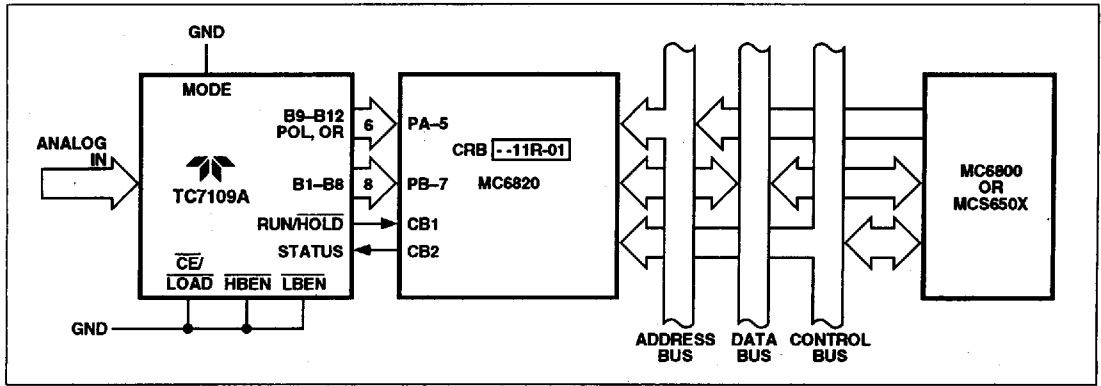 GND
MODE
B9–B12
POL, OR
6
PA–5
ANALOG
IN
TC7109A
B1–B8
8
PB–7
RUN/HOLD
CB1
STATUS
CB2
CE/
LOAD
HBEN
LBEN
GND
CRB - -11R-01
MC6820
MC6800
OR
MCS650X
ADDRESS
BUS
DATA
BUS
CONTROL
BUS